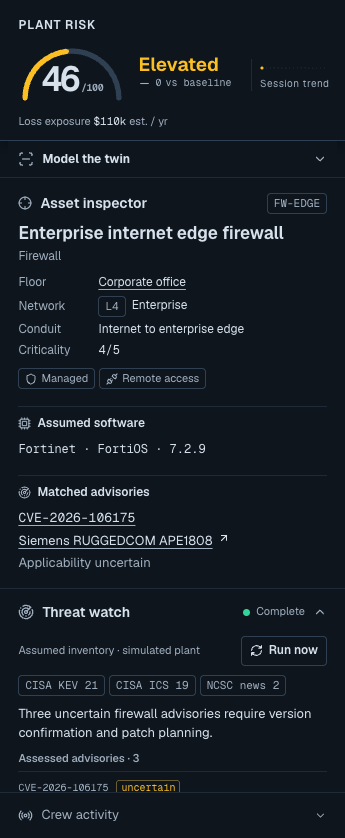 PLANT RISK
46 /100
Elevated
— 0 vs baseline
Session trend
Loss exposure $110k est. / yr
Model the twin
Asset inspector
FW-EDGE
Enterprise internet edge firewall
Firewall
Floor Corporate office
Network L4 Enterprise
Conduit Internet to enterprise edge
Criticality 4/5
Managed Remote access
Assumed software
Fortinet · FortiOS · 7.2.9
Matched advisories
CVE-2026-106175
Siemens RUGGEDCOM APE1808
Applicability uncertain
Threat watch
Complete
Assumed inventory · simulated plant
Run now
CISA KEV 21 CISA ICS 19 NCSC news 2
Three uncertain firewall advisories require version
confirmation and patch planning.
Assessed advisories · 3
CVE-2026-106175 uncertain
Crew activity